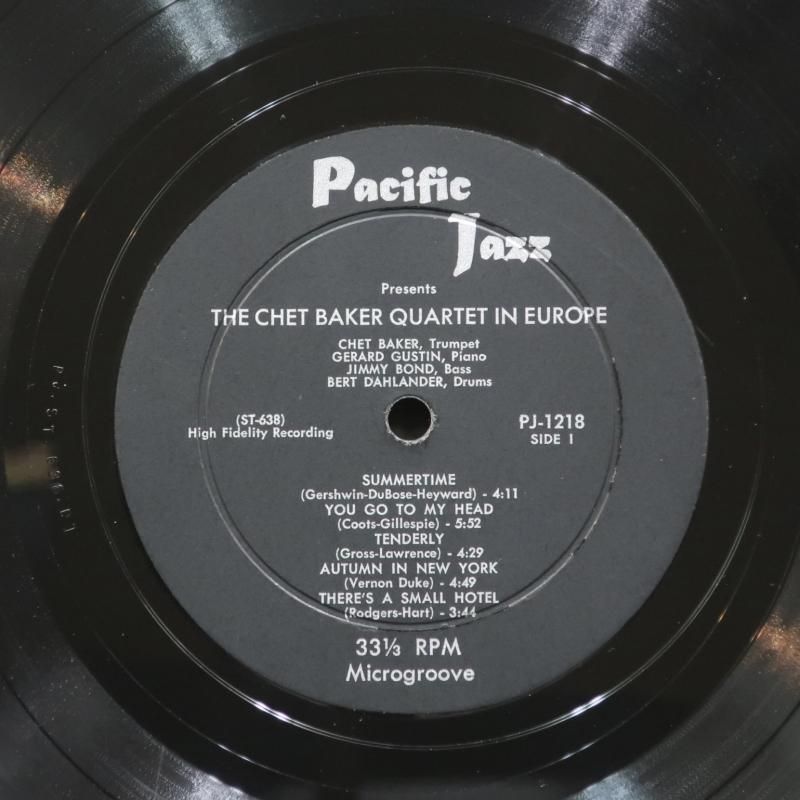 Pacific
Jazz
Presents
THE CHET BAKER QUARTET IN EUROPE
CHET BAKER, Trumpet
GERARD GUSTIN, Piano
JIMMY BOND, Bass
BERT DAHLANDER, Drums
(ST-638)
High Fidelity Recording
PJ-1218
SIDE 1
SUMMERTIME
(Gershwin-DuBose-Heyward) - 4:11
YOU GO TO MY HEAD
(Coots-Gillespie) - 5:52
TENDERLY
(Gross-Lawrence) - 4:29
AUTUMN IN NEW YORK
(Vernon Duke) - 4:49
THERE'S A SMALL HOTEL
(Rodgers-Hart) - 3:44
33⅓ RPM
Microgroove